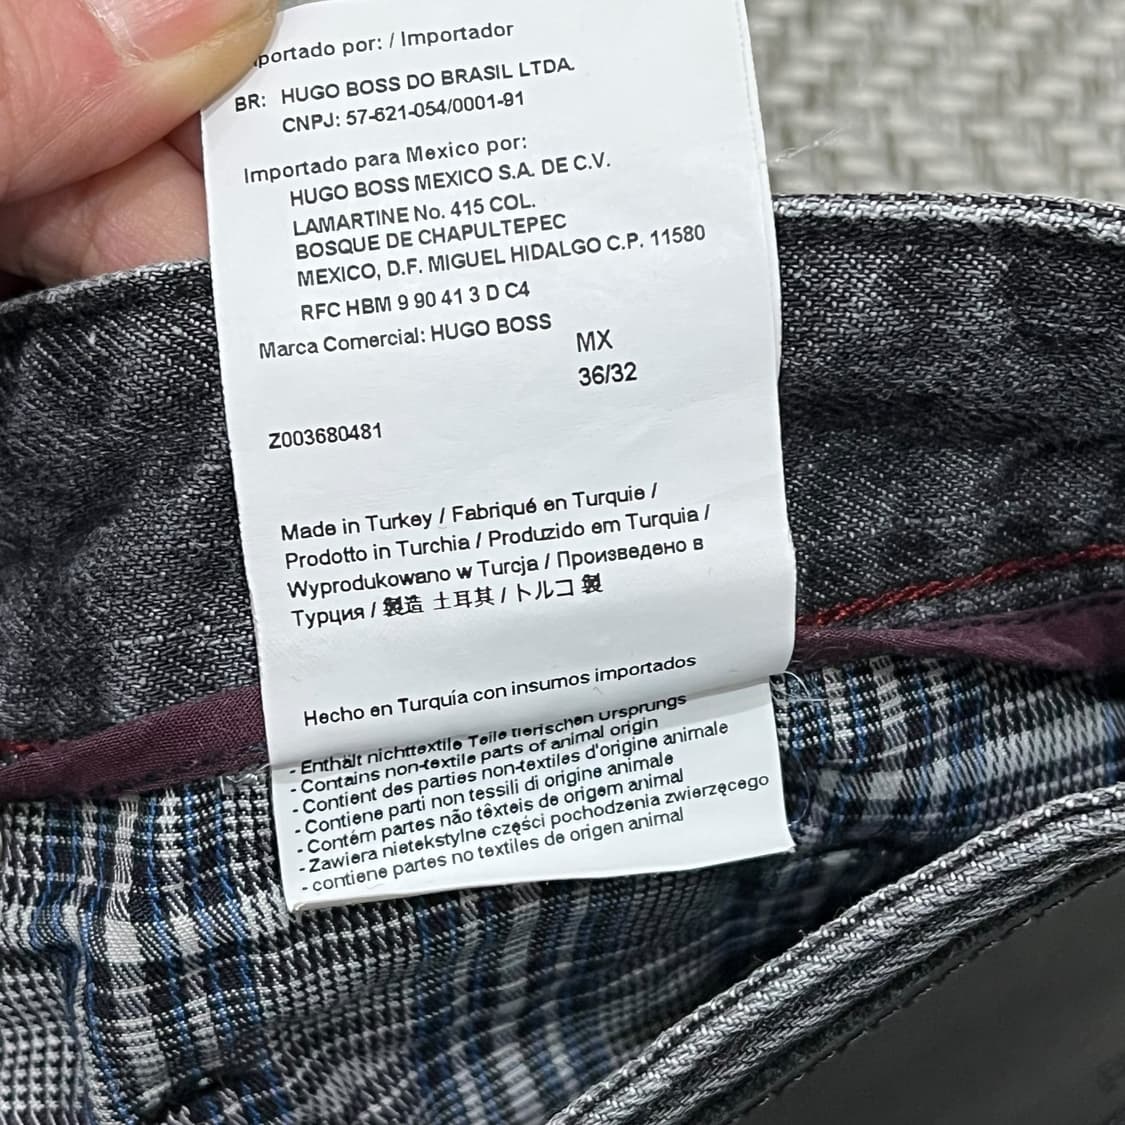 portado por: / Importador
BR: HUGO BOSS DO BRASIL LTDA.
CNPJ: 57-621-054/0001-91
Importado para Mexico por:
HUGO BOSS MEXICO S.A. DE C.V.
LAMARTINE No. 415 COL.
BOSQUE DE CHAPULTEPEC
MEXICO, D.F. MIGUEL HIDALGO C.P. 11580
RFC HBM 9 90 41 3 D C4
Marca Comercial: HUGO BOSS
MX
36/32
Z003680481
Made in Turkey / Fabriqué en Turquie /
Prodotto in Turchia / Produzido em Turquia /
Wyprodukowano w Turcja / Произведено в
Турция / 製造 土耳其 / トルコ 製
Hecho en Turquía con insumos importados
- Enthält nichttextile Teile tierischen Ursprungs
- Contains non-textile parts of animal origin
- Contient des parties non-textiles d'origine animale
- Contiene parti non tessili di origine animale
- Contém partes não têxteis de origem animal
- Zawiera nietekstylne części pochodzenia zwierzęcego
- contiene partes no textiles de origen animal